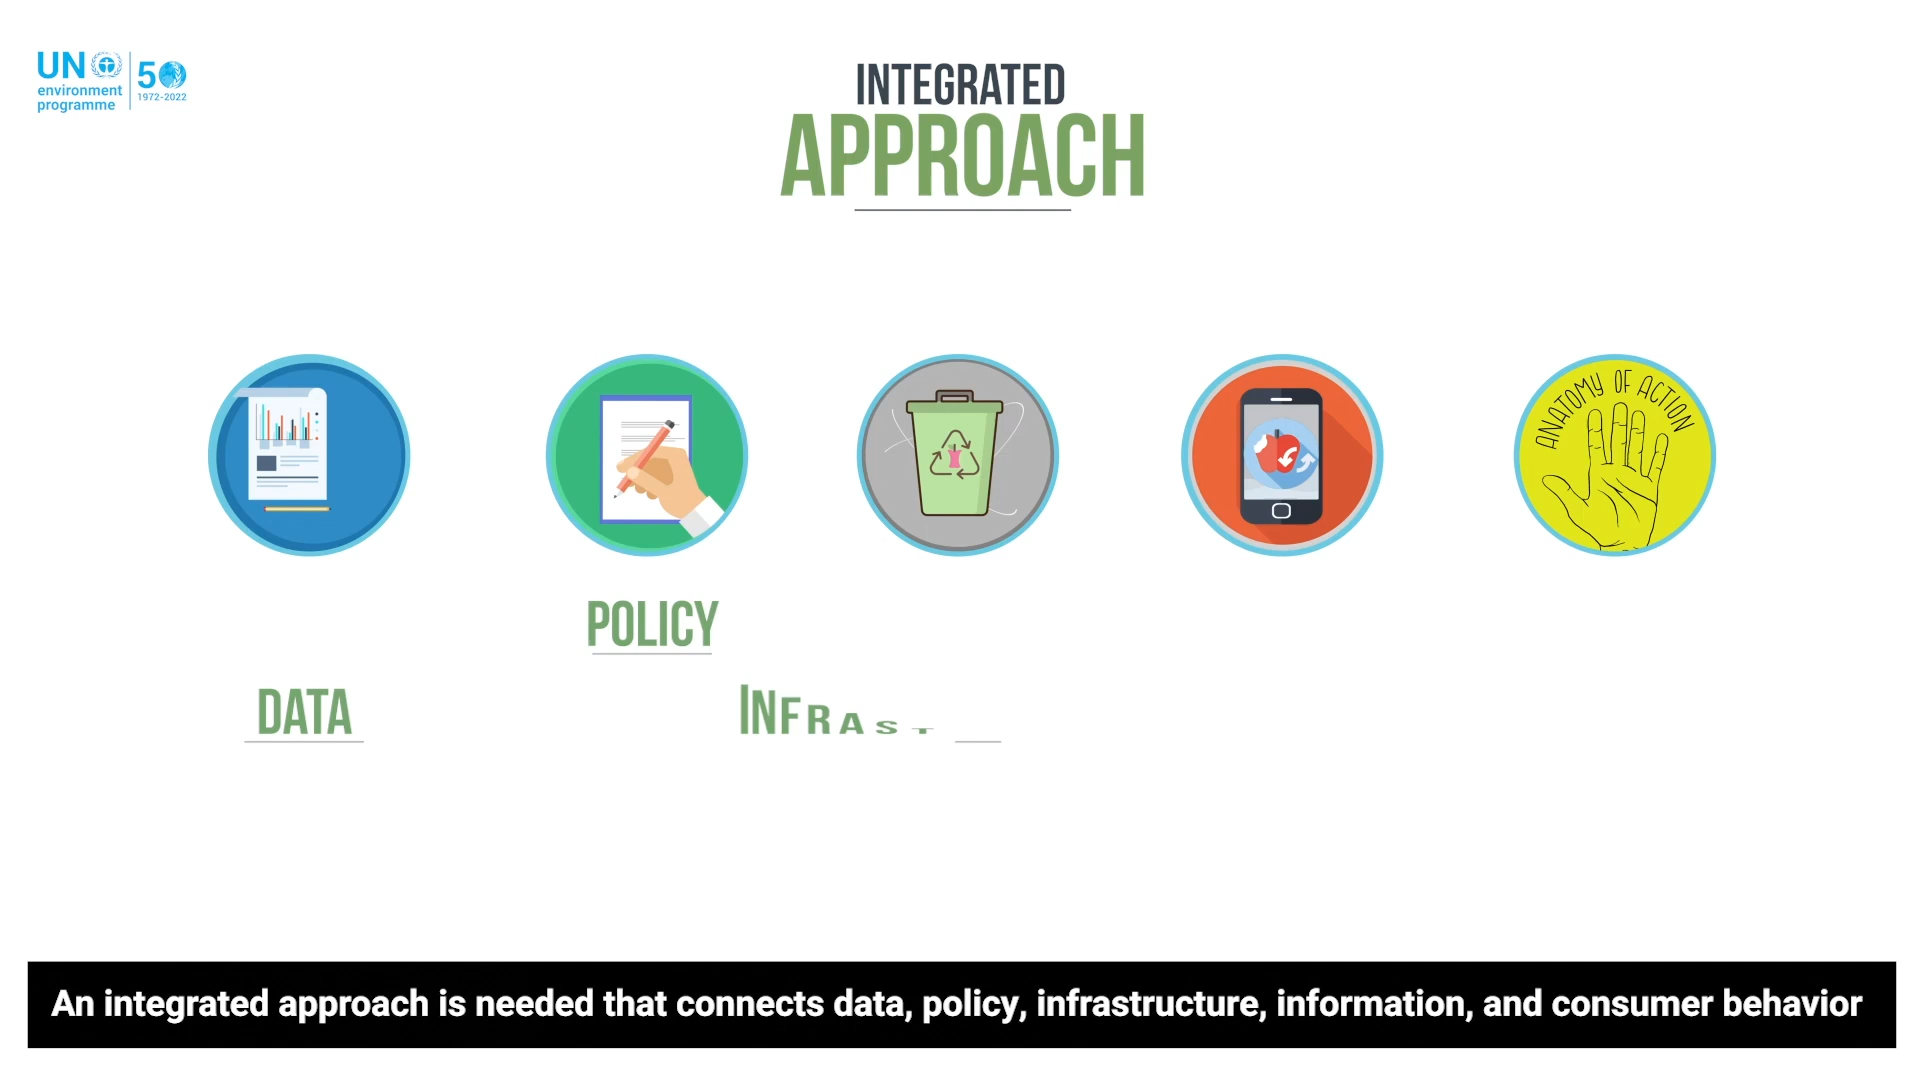 UN
environment
programme
50
1972-2022
INTEGRATED
APPROACH
ANATOMY OF ACTION
POLICY
DATA
INFRAST
An integrated approach is needed that connects data, policy, infrastructure, information, and consumer behavior